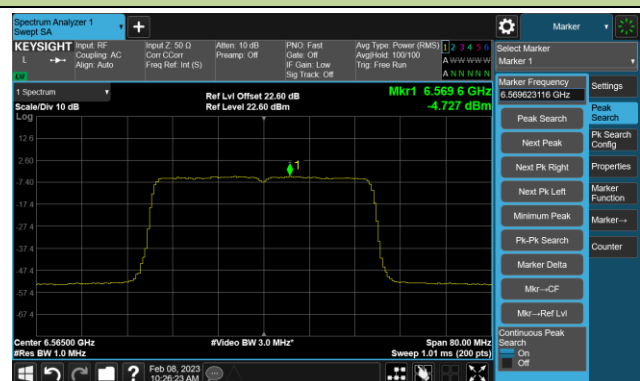 Spectrum Analyzer 1
Swept SA
+
Marker
KEYSIGHT
L
Input: RF
Coupling: AC
Align: Auto
Input Z: 50 Ω
Corr CCorr
Freq Ref: Int (S)
Atten: 10 dB
Preamp: Off
PNO: Fast
Gate: Off
IF Gain: Low
Sig Track: Off
Avg Type: Power (RMS)
Avg|Hold: 100/100
Trig: Free Run
1 2 3 4 5 6
A W W W W W
A N N N N N
LW
Select Marker
Marker 1
1 Spectrum
Scale/Div 10 dB
Log
Ref Lvl Offset 22.60 dB
Ref Level 22.60 dBm
Mkr1 6.569 6 GHz
-4.727 dBm
12.6
2.60
-7.40
-17.4
-27.4
-37.4
-47.4
-57.4
-67.4
1
Center 6.56500 GHz
#Res BW 1.0 MHz
#Video BW 3.0 MHz*
Span 80.00 MHz
Sweep 1.01 ms (200 pts)
Marker Frequency
6.569623116 GHz
Peak Search
Next Peak
Next Pk Right
Next Pk Left
Minimum Peak
Pk-Pk Search
Marker Delta
Mkr→CF
Mkr→Ref Lvl
Continuous Peak
Search
On
Off
Settings
Peak
Search
Pk Search
Config
Properties
Marker
Function
Marker→
Counter
?
Feb 08, 2023
10:26:23 AM